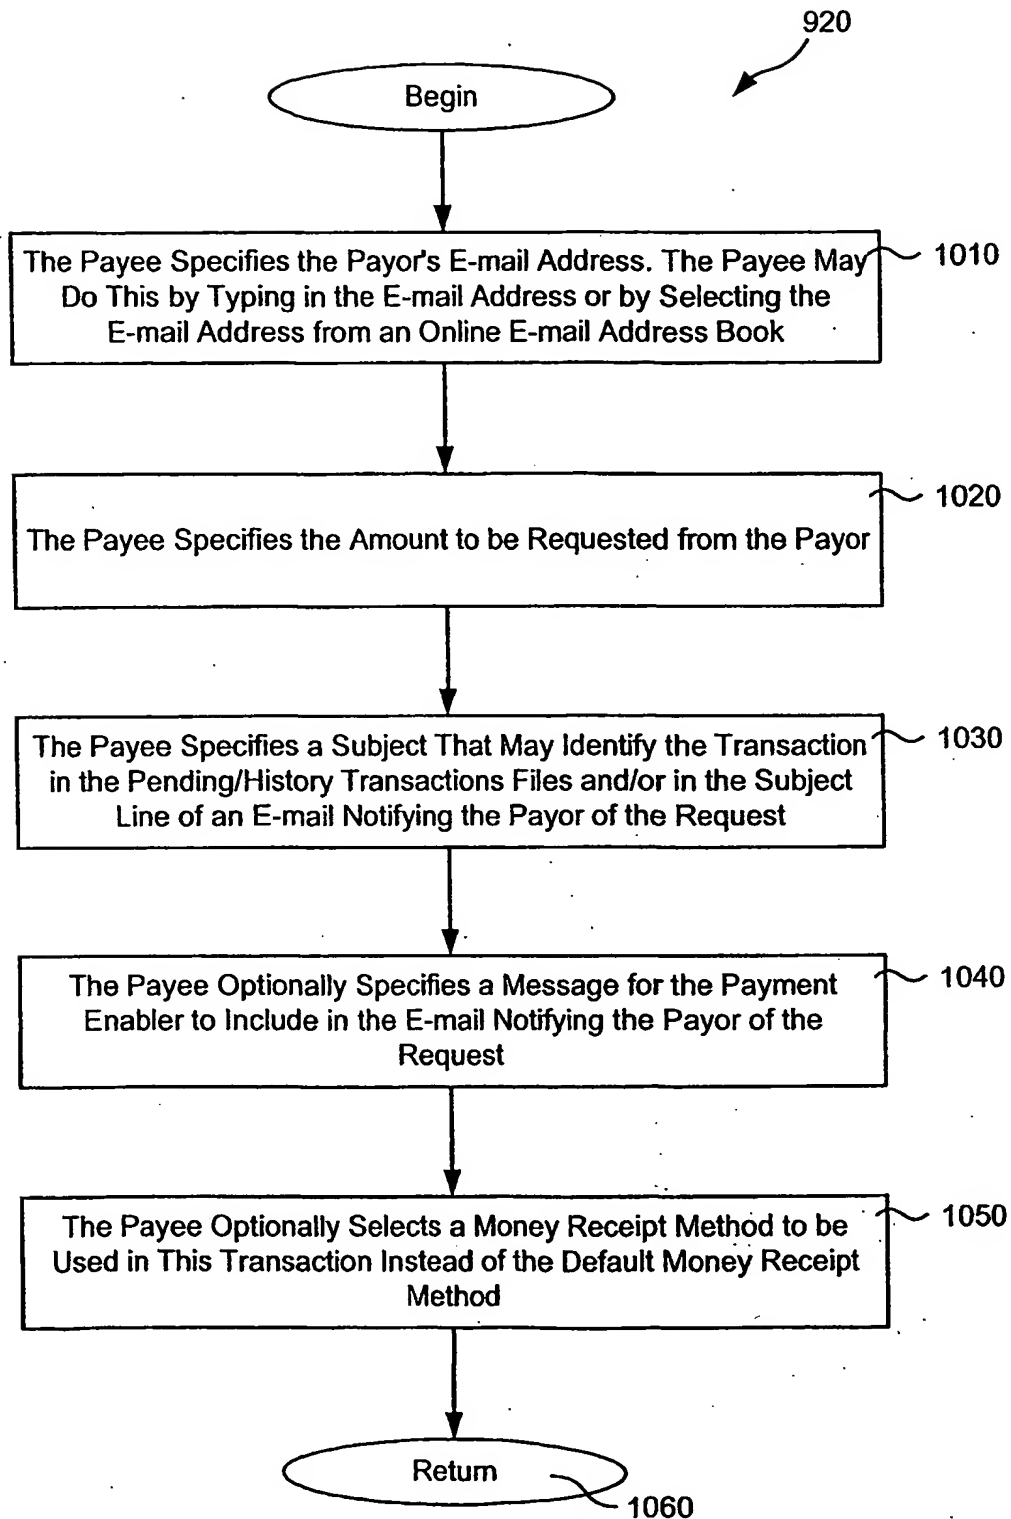 920
Begin
The Payee Specifies the Payor's E-mail Address. The Payee May
Do This by Typing in the E-mail Address or by Selecting the
E-mail Address from an Online E-mail Address Book
1010
The Payee Specifies the Amount to be Requested from the Payor
1020
The Payee Specifies a Subject That May Identify the Transaction
in the Pending/History Transactions Files and/or in the Subject
Line of an E-mail Notifying the Payor of the Request
1030
The Payee Optionally Specifies a Message for the Payment
Enabler to Include in the E-mail Notifying the Payor of the
Request
1040
The Payee Optionally Selects a Money Receipt Method to be
Used in This Transaction Instead of the Default Money Receipt
Method
1050
Return
1060